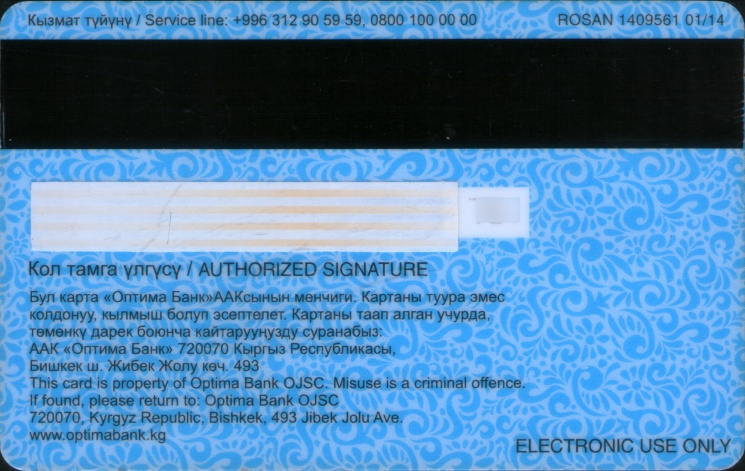 Кызмат түйүнү / Service line: +996 312 90 59 59, 0800 100 00 00
ROSAN 1409561 01/14
Кол тамга үлгүсү / AUTHORIZED SIGNATURE
Бул карта «Оптима Банк»ААКсынын менчиги. Картаны туура эмес
колдонуу, кылмыш болуп эсептелет. Картаны таап алган учурда,
төмөнкү дарек боюнча кайтарууңузду суранабыз:
ААК «Оптима Банк» 720070 Кыргыз Республикасы,
Бишкек ш. Жибек Жолу көч. 493
This card is property of Optima Bank OJSC. Misuse is a criminal offence.
If found, please return to: Optima Bank OJSC
720070, Kyrgyz Republic, Bishkek, 493 Jibek Jolu Ave.
www.optimabank.kg
ELECTRONIC USE ONLY